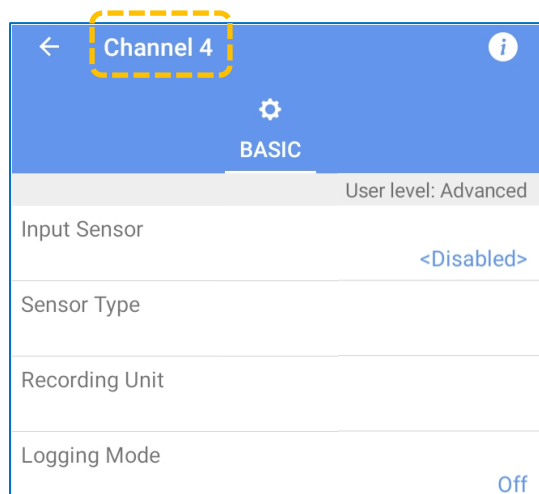 Channel 4
i
BASIC
User level: Advanced
Input Sensor
<Disabled>
Sensor Type
Recording Unit
Logging Mode
Off